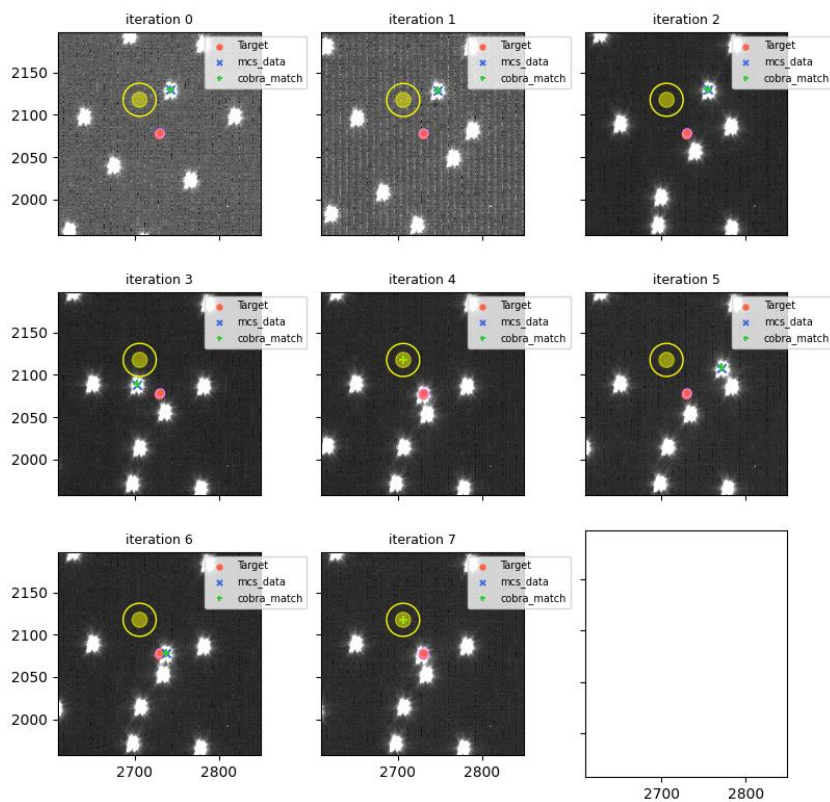 iteration 0
iteration 1
iteration 2
Target
mcs_data
cobra_match
Target
mcs_data
cobra_match
Target
mcs_data
cobra_match
2150
2100
2050
2000
2700
2800
2700
2800
iteration 3
iteration 4
iteration 5
Target
mcs_data
cobra_match
Target
mcs_data
cobra_match
Target
mcs_data
cobra_match
2150
2100
2050
2000
iteration 6
iteration 7
Target
mcs_data
cobra_match
Target
mcs_data
cobra_match
2150
2100
2050
2000
2700
2800